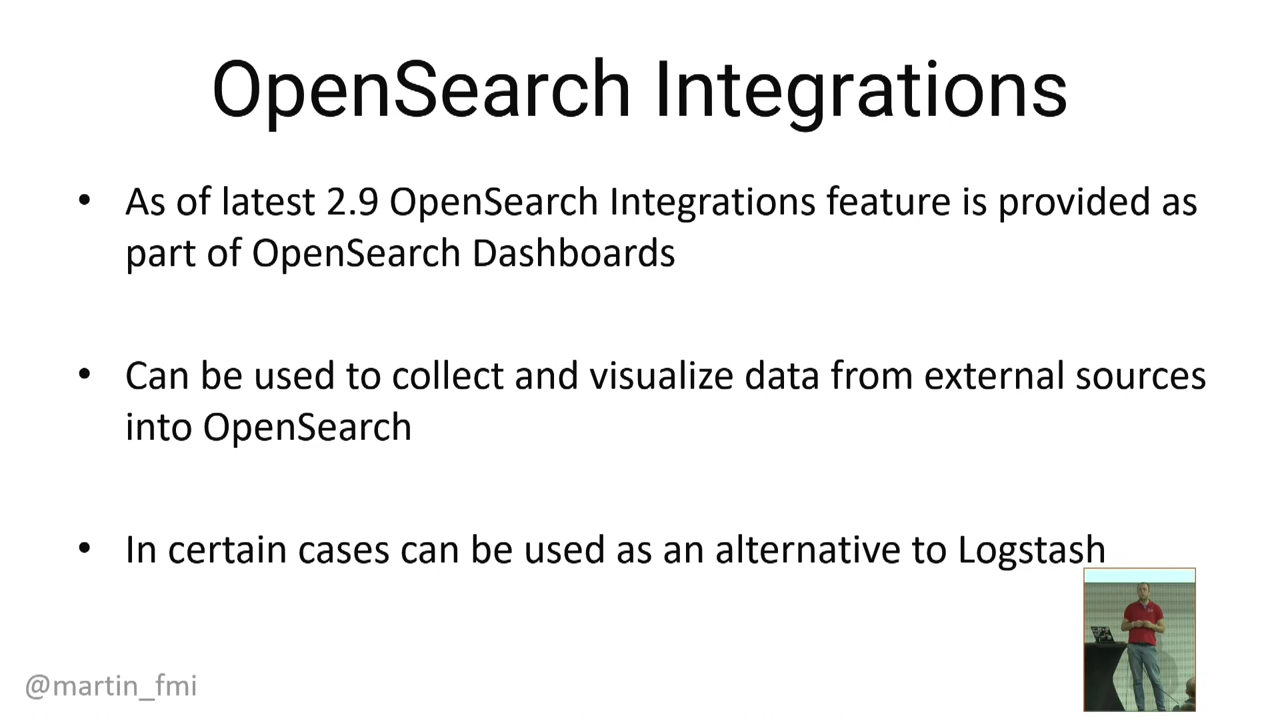 OpenSearch Integrations
• As of latest 2.9 OpenSearch Integrations feature is provided as
part of OpenSearch Dashboards
• Can be used to collect and visualize data from external sources
into OpenSearch
• In certain cases can be used as an alternative to Logstash
@martin_fmi